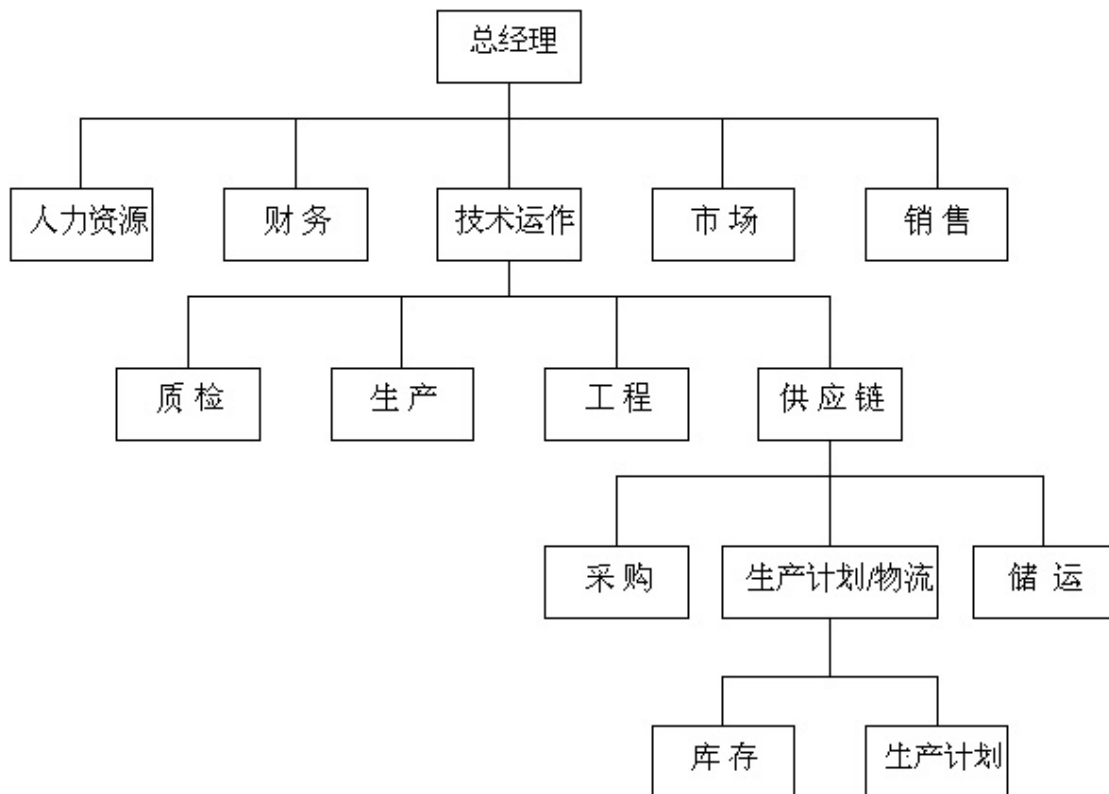 总经理
人力资源
财 务
技术运作
市 场
销 售
质 检
生 产
工 程
供 应 链
采 购
生产计划/物流
储 运
库 存
生产计划